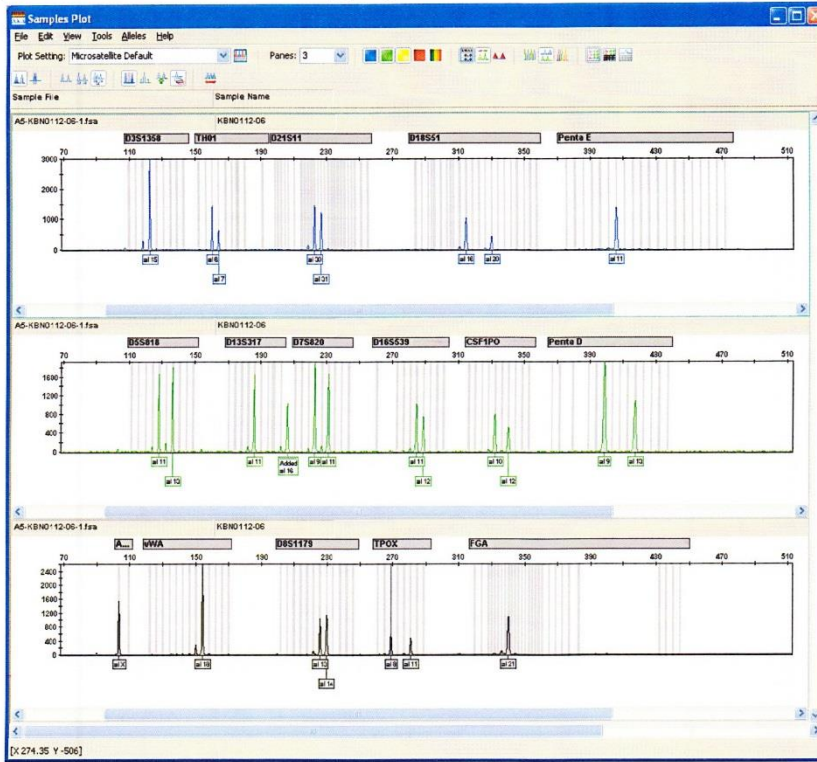 Samples Plot
File Edit View Tools Alleles Help
Plot Setting: Microsatellite Default Panes: 3
Sample File Sample Name
A5-KBN0112-06-1.fsa KBN0112-06
D3S1358 TH01 D21S11 D18S51 Penta E
70 110 150 190 230 270 310 350 390 430 470 510
3000
2000
1000
0
al 15 al 6 al 30 al 16 al 20 al 11
al 7 al 31
A5-KBN0112-06-1.fsa KBN0112-06
D5S818 D13S317 D7S820 D16S539 CSF1PO Penta D
70 110 150 190 230 270 310 350 390 430 470 510
1600
1200
800
400
0
al 11 al 11 Added al 9 al 11 al 11 al 10 al 9 al 13
al 16
al 13 al 12 al 12
A5-KBN0112-06-1.fsa KBN0112-06
A... vWA D8S1179 TPOX FGA
70 110 150 190 230 270 310 350 390 430 470 510
2400
2000
1600
1200
800
400
0
al X al 18 al 13 al 8 al 11 al 21
al 14
[X 274.35 Y -506]